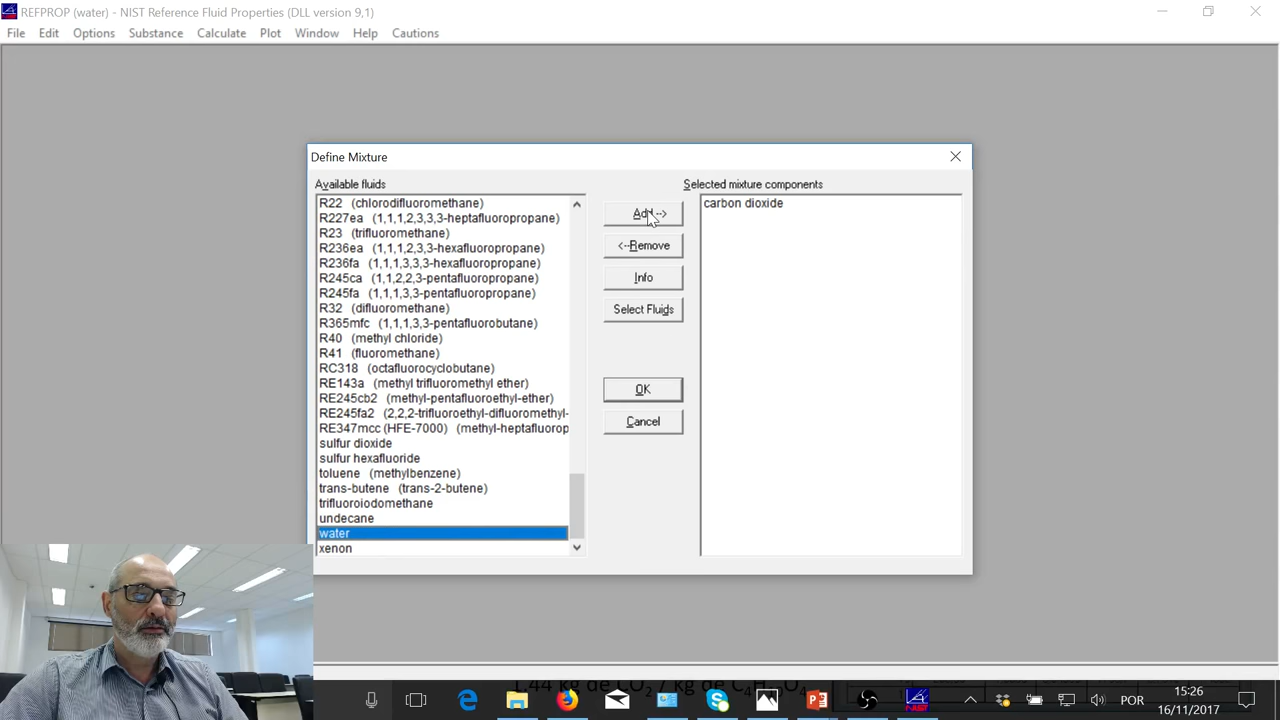 REFPROP (water) - NIST Reference Fluid Properties (DLL version 9,1)
File Edit Options Substance Calculate Plot Window Help Cautions
Define Mixture
Available fluids
Selected mixture components
R22 (chlorodifluoromethane)
R227ea (1,1,1,2,3,3,3-heptafluoropropane)
R23 (trifluoromethane)
R236ea (1,1,1,2,3,3-hexafluoropropane)
R236fa (1,1,1,3,3,3-hexafluoropropane)
R245ca (1,1,2,2,3-pentafluoropropane)
R245fa (1,1,1,3,3-pentafluoropropane)
R32 (difluoromethane)
R365mfc (1,1,1,3,3-pentafluorobutane)
R40 (methyl chloride)
R41 (fluoromethane)
RC318 (octafluorocyclobutane)
RE143a (methyl trifluoromethyl ether)
RE245cb2 (methyl-pentafluoroethyl-ether)
RE245fa2 (2,2,2-trifluoroethyl-difluoromethyl-
RE347mcc (HFE-7000) (methyl-heptafluorop
sulfur dioxide
sulfur hexafluoride
toluene (methylbenzene)
trans-butene (trans-2-butene)
trifluoroiodomethane
undecane
water
xenon
Add -->
<--Remove
Info
Select Fluids
OK
Cancel
carbon dioxide
1,44 kg de CO2 / kg de
POR
15:26
16/11/2017